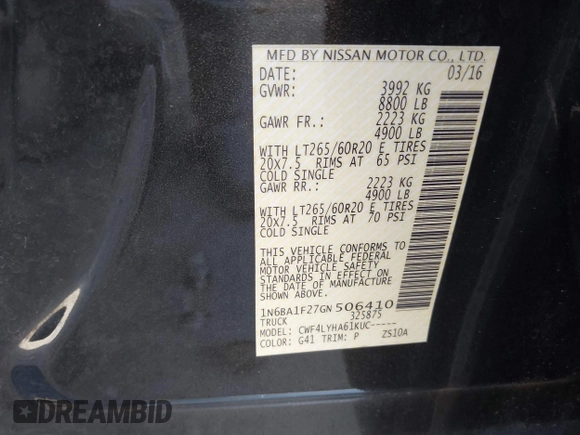 MFD BY NISSAN MOTOR CO., LTD.
DATE: 03/16
GVWR: 3992 KG
8800 LB
GAWR FR.: 2223 KG
4900 LB
WITH LT265/60R20 E TIRES
20X7.5 RIMS AT 65 PSI
COLD SINGLE
GAWR RR.: 2223 KG
4900 LB
WITH LT265/60R20 E TIRES
20X7.5 RIMS AT 70 PSI
COLD SINGLE
THIS VEHICLE CONFORMS TO
ALL APPLICABLE FEDERAL
MOTOR VEHICLE SAFETY
STANDARDS IN EFFECT ON
THE DATE OF MANUFACTURE
1N6BA1F27GN506410
TRUCK 325875
MODEL: CWF4LYHA61KUC-----
COLOR: G41 TRIM: P ZS10A
DREAMBID